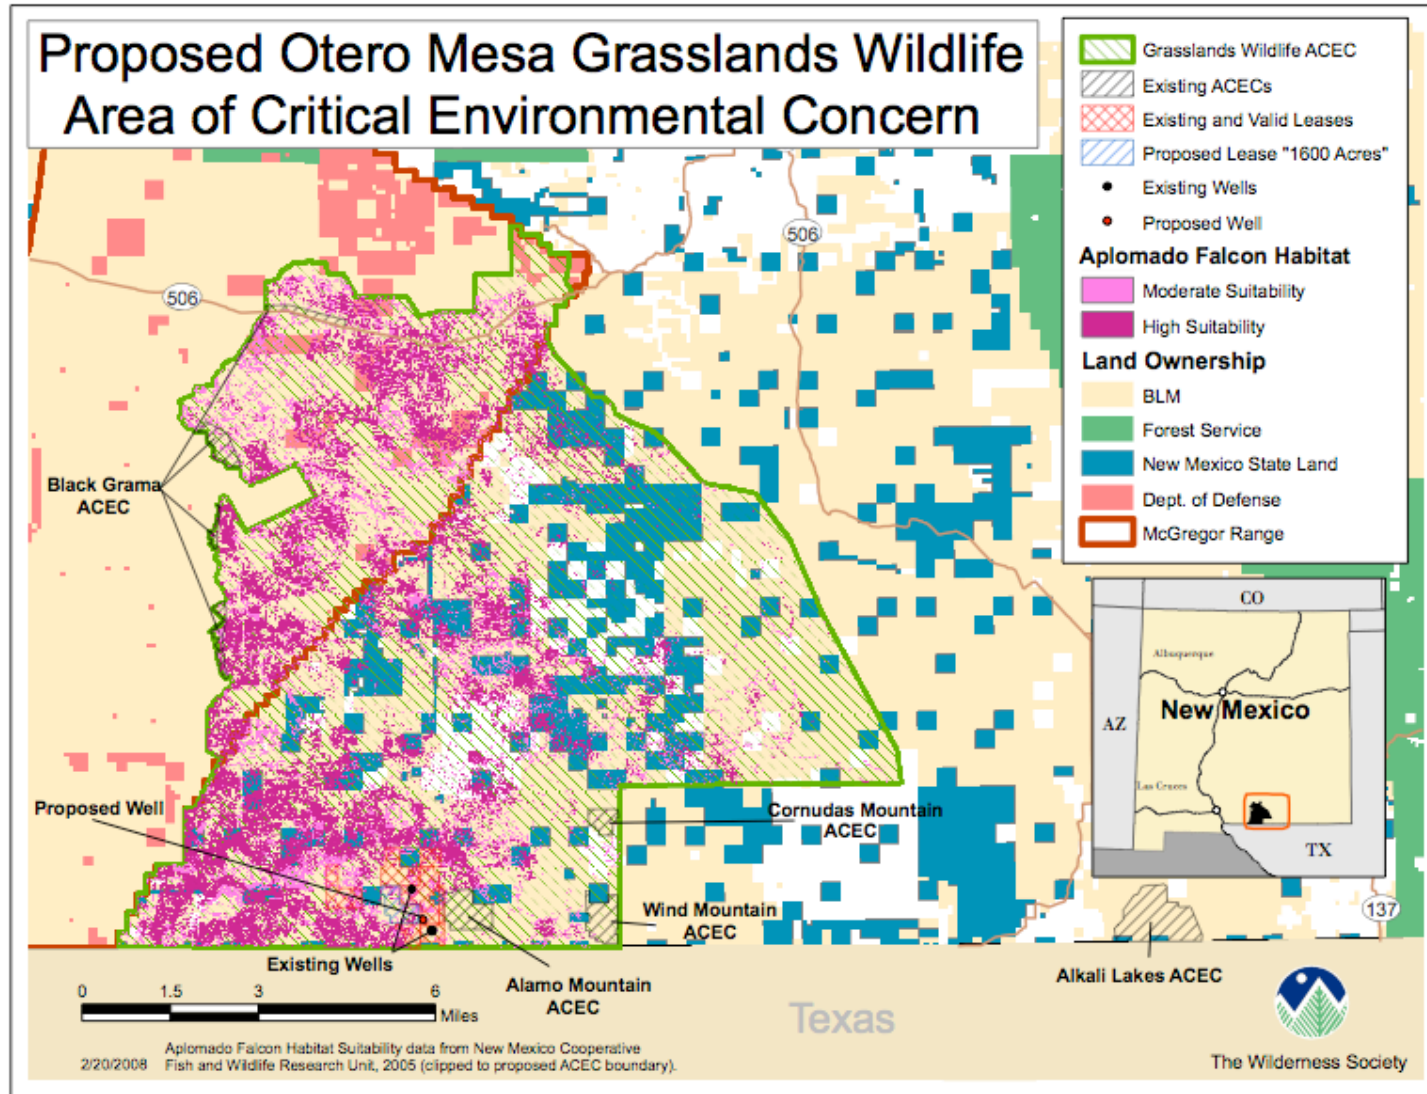 Proposed Otero Mesa Grasslands Wildlife
Area of Critical Environmental Concern
Grasslands Wildlife ACEC
Existing ACECs
Existing and Valid Leases
Proposed Lease "1600 Acres"
Existing Wells
Proposed Well
Aplomado Falcon Habitat
Moderate Suitability
High Suitability
Land Ownership
BLM
Forest Service
New Mexico State Land
Dept. of Defense
McGregor Range
506
506
Black Grama
ACEC
CO
Albuquerque
New Mexico
AZ
Las Cruces
TX
Proposed Well
Cornudas Mountain
ACEC
Wind Mountain
ACEC
137
Existing Wells
Alamo Mountain
ACEC
Alkali Lakes ACEC
0 1.5 3 6
Miles
Texas
Aplomado Falcon Habitat Suitability data from New Mexico Cooperative
2/20/2008 Fish and Wildlife Research Unit, 2005 (clipped to proposed ACEC boundary).
The Wilderness Society